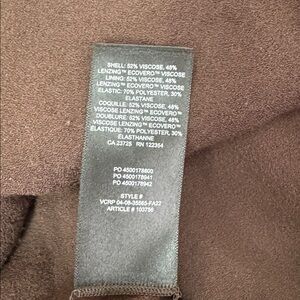 SHELL: 52% VISCOSE, 48%
LENZING™ ECOVERO™ VISCOSE
LINING: 52% VISCOSE, 48%
LENZING™ ECOVERO™ VISCOSE
ELASTIC: 70% POLYESTER, 30%
ELASTANE
COQUILLE: 52% VISCOSE, 48%
VISCOSE LENZING™ ECOVERO™
DOUBLURE: 52% VISCOSE, 48%
VISCOSE LENZING™ ECOVERO™
ELASTIQUE: 70% POLYESTER, 30%
ELASTHANNE
CA 23725 RN 122364
PO 4500178600
PO 4500178941
PO 4500178942
STYLE #
VCRP 04-08-35565-FA22
ARTICLE # 103756